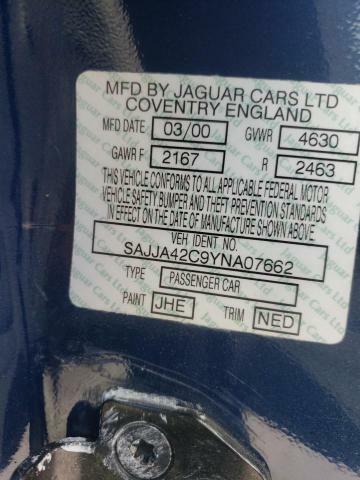 MFD BY JAGUAR CARS LTD
COVENTRY ENGLAND
MFD DATE 03/00 GVWR 4630
GAWR F 2167 R 2463
THIS VEHICLE CONFORMS TO ALL APPLICABLE FEDERAL MOTOR
VEHICLE SAFETY BUMPER AND THEFT PREVENTION STANDARDS
IN EFFECT ON THE DATE OF MANUFACTURE SHOWN ABOVE.
VEH IDENT NO.
SAJJA42C9YNA07662
TYPE PASSENGER CAR
PAINT JHE TRIM NED